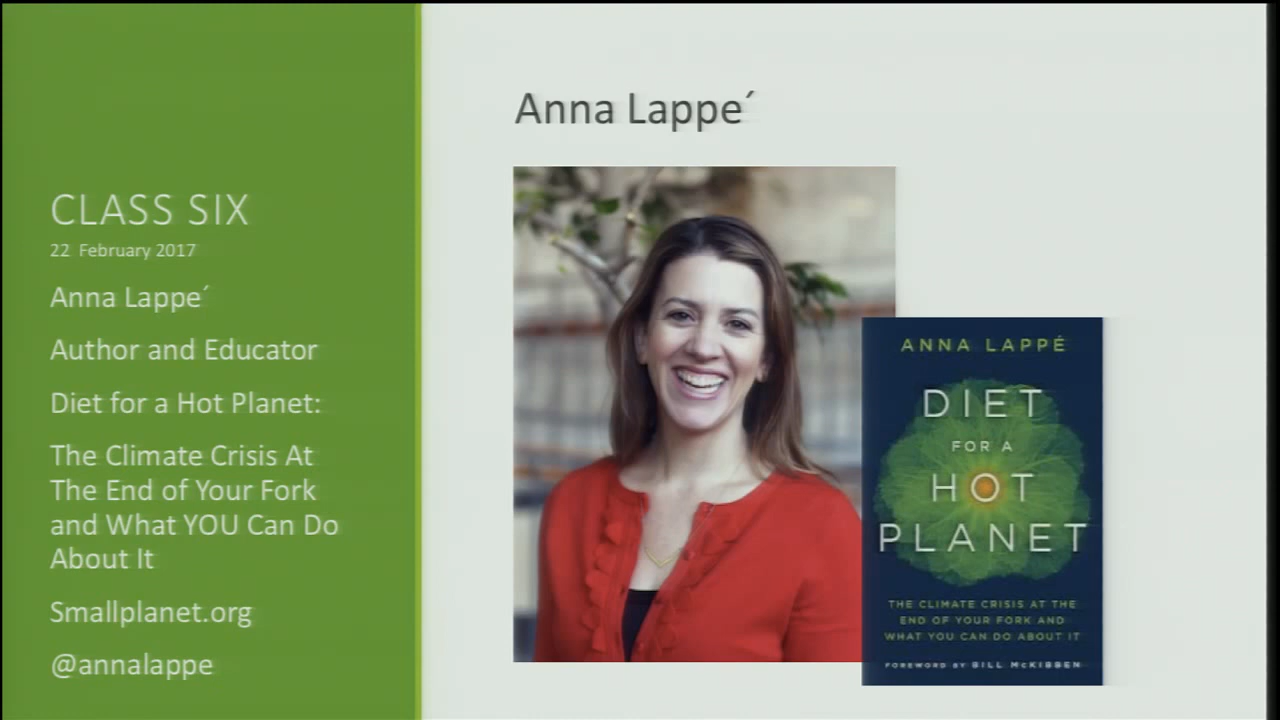 CLASS SIX
22 February 2017
Anna Lappe´
Author and Educator
Diet for a Hot Planet:
The Climate Crisis At
The End of Your Fork
and What YOU Can Do
About It
Smallplanet.org
@annalappe
Anna Lappe´
ANNA LAPPÉ
DIET
FOR A
HOT
PLANET
THE CLIMATE CRISIS AT THE
END OF YOUR FORK AND
WHAT YOU CAN DO ABOUT IT
FOREWORD BY BILL McKIBBEN